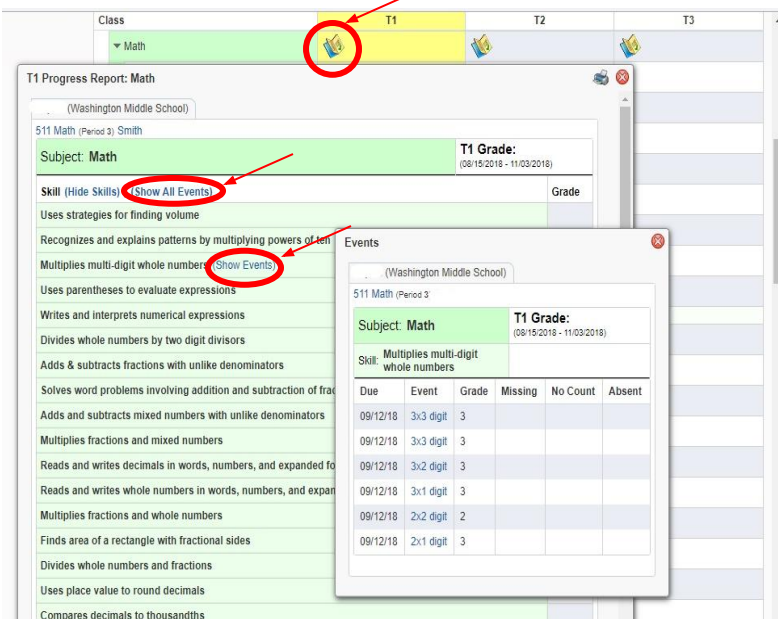 Class T1 T2 T3
Math
T1 Progress Report: Math
(Washington Middle School)
511 Math (Period 3) Smith
Subject: Math
T1 Grade:
(08/15/2018 - 11/03/2018)
Skill (Hide Skills) (Show All Events) Grade
Uses strategies for finding volume
Recognizes and explains patterns by multiplying powers of ten
Multiplies multi-digit whole numbers (Show Events)
Uses parentheses to evaluate expressions
Writes and interprets numerical expressions
Divides whole numbers by two digit divisors
Adds & subtracts fractions with unlike denominators
Solves word problems involving addition and subtraction of frac
Adds and subtracts mixed numbers with unlike denominators
Multiplies fractions and mixed numbers
Reads and writes decimals in words, numbers, and expanded fo
Reads and writes whole numbers in words, numbers, and expan
Multiplies fractions and whole numbers
Finds area of a rectangle with fractional sides
Divides whole numbers and fractions
Uses place value to round decimals
Compares decimals to thousandths
Events
(Washington Middle School)
511 Math (Period 3
Subject: Math
T1 Grade:
(08/15/2018 - 11/03/2018)
Skill: Multiplies multi-digit
whole numbers
Due Event Grade Missing No Count Absent
09/12/18 3x3 digit 3
09/12/18 3x3 digit 3
09/12/18 3x2 digit 3
09/12/18 3x1 digit 3
09/12/18 2x2 digit 2
09/12/18 2x1 digit 3